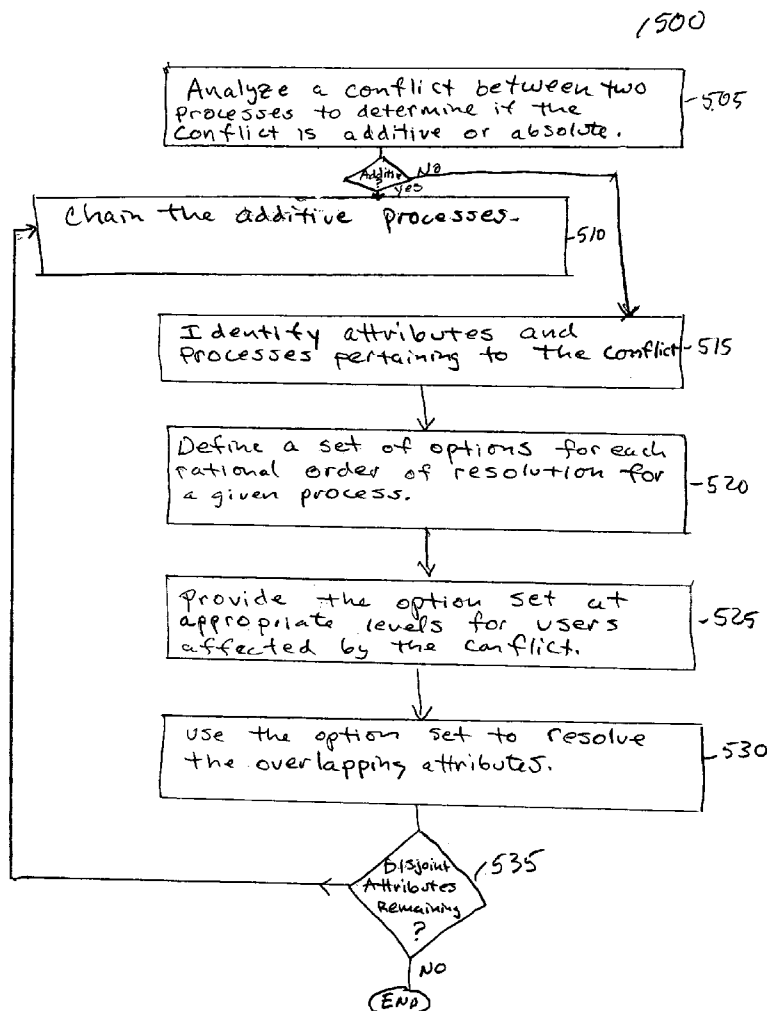 500
Analyze a conflict between two
processes to determine if the
conflict is additive or absolute.
505
Additive
?
No
yes
Chain the additive processes.
510
Identify attributes and
processes pertaining to the conflict
515
Define a set of options for each
rational order of resolution for
a given process.
520
Provide the option set at
appropriate levels for users
affected by the conflict.
525
Use the option set to resolve
the overlapping attributes.
530
Disjoint
Attributes
Remaining
?
535
NO
END